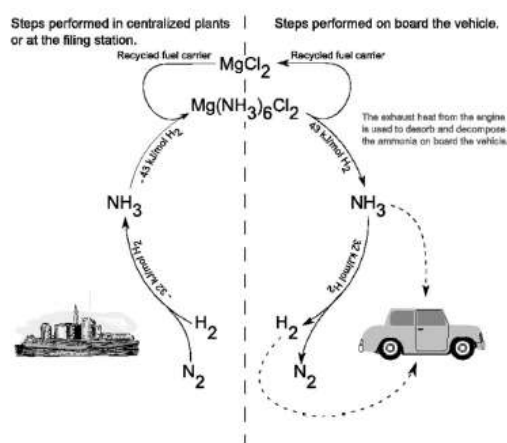 Steps performed in centralized plants
or at the filing station.
Steps performed on board the vehicle.
Recycled fuel carrier
MgCl2
Recycled fuel carrier
Mg(NH3)6Cl2
The exhaust heat from the engine
is used to desorb and decompose
the ammonia on board the vehicle.
- 43 kJ/mol H2
43 kJ/mol H2
NH3
NH3
- 32 kJ/mol H2
32 kJ/mol H2
H2
H2
N2
N2